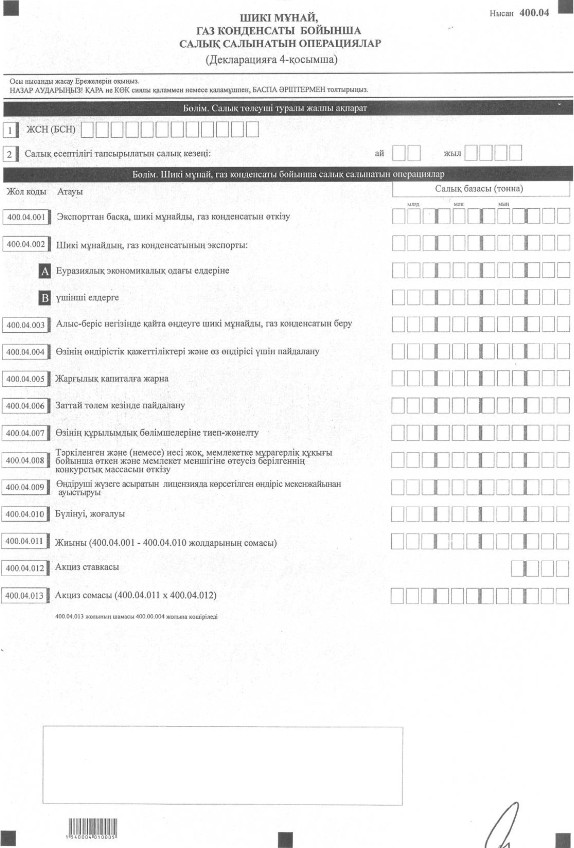 ШИКІ МҰНАЙ,
ГАЗ КОНДЕНСАТЫ БОЙЫНША
САЛЫҚ САЛЫНАТЫН ОПЕРАЦИЯЛАР
(Декларацияға 4-қосымша)
Нысан 400.04
Осы нысанды жасау Ережелерін оқыңыз.
НАЗАР АУДАРЫҢЫЗ! ҚАРА не КӨК сиялы қаламмен немесе қаламұшпен, БАСПА ӘРІПТЕРМЕН толтырыңыз.
Бөлім. Салық төлеуші туралы жалпы ақпарат
1 ЖСН (БСН)
2 Салық есептілігі тапсырылатын салық кезеңі: ай жыл
Бөлім. Шикі мұнай, газ конденсаты бойынша салық салынатын операциялар
Жол коды Атауы Салық базасы (тонна)
млрд млн мың
400.04.001 Экспорттан басқа, шикі мұнайды, газ конденсатын өткізу
400.04.002 Шикі мұнайдың, газ конденсатының экспорты:
A Еуразиялық экономикалық одағы елдеріне
B үшінші елдерге
400.04.003 Алыс-беріс негізінде қайта өңдеуге шикі мұнайды, газ конденсатын беру
400.04.004 Өзінің өндірістік қажеттіліктері және өз өндірісі үшін пайдалану
400.04.005 Жарғылық капиталға жарна
400.04.006 Заттай төлем кезінде пайдалану
400.04.007 Өзінің құрылымдық бөлімшелеріне тиеп-жөнелту
400.04.008 Тәркіленген және (немесе) иесі жоқ, мемлекетке мұрагерлік құқығы
бойынша өткен және мемлекет меншігіне өтеусіз берілгеннің
конкурстық массасын өткізу
400.04.009 Өндіруші жүзеге асыратын лицензияда көрсетілген өндіріс мекенжайынан
ауыстыруы
400.04.010 Бүлінуі, жоғалуы
400.04.011 Жиыны (400.04.001 - 400.04.010 жолдарының сомасы)
400.04.012 Акциз ставкасы
400.04.013 Акциз сомасы (400.04.011 x 400.04.012)
400.04.013 жолының шамасы 400.00.004 жолына көшіріледі